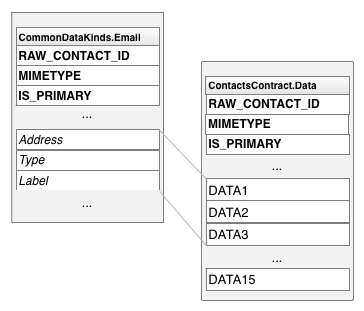 CommonDataKinds.Email
RAW_CONTACT_ID
MIMETYPE
IS_PRIMARY
...
Address
Type
Label
...
ContactsContract.Data
RAW_CONTACT_ID
MIMETYPE
IS_PRIMARY
...
DATA1
DATA2
DATA3
...
DATA15